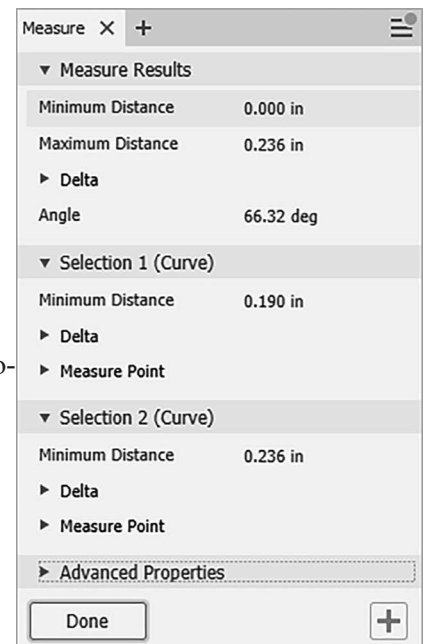 Measure X +
▼ Measure Results
Minimum Distance 0.000 in
Maximum Distance 0.236 in
► Delta
Angle 66.32 deg
▼ Selection 1 (Curve)
Minimum Distance 0.190 in
► Delta
► Measure Point
▼ Selection 2 (Curve)
Minimum Distance 0.236 in
► Delta
► Measure Point
► Advanced Properties
Done +